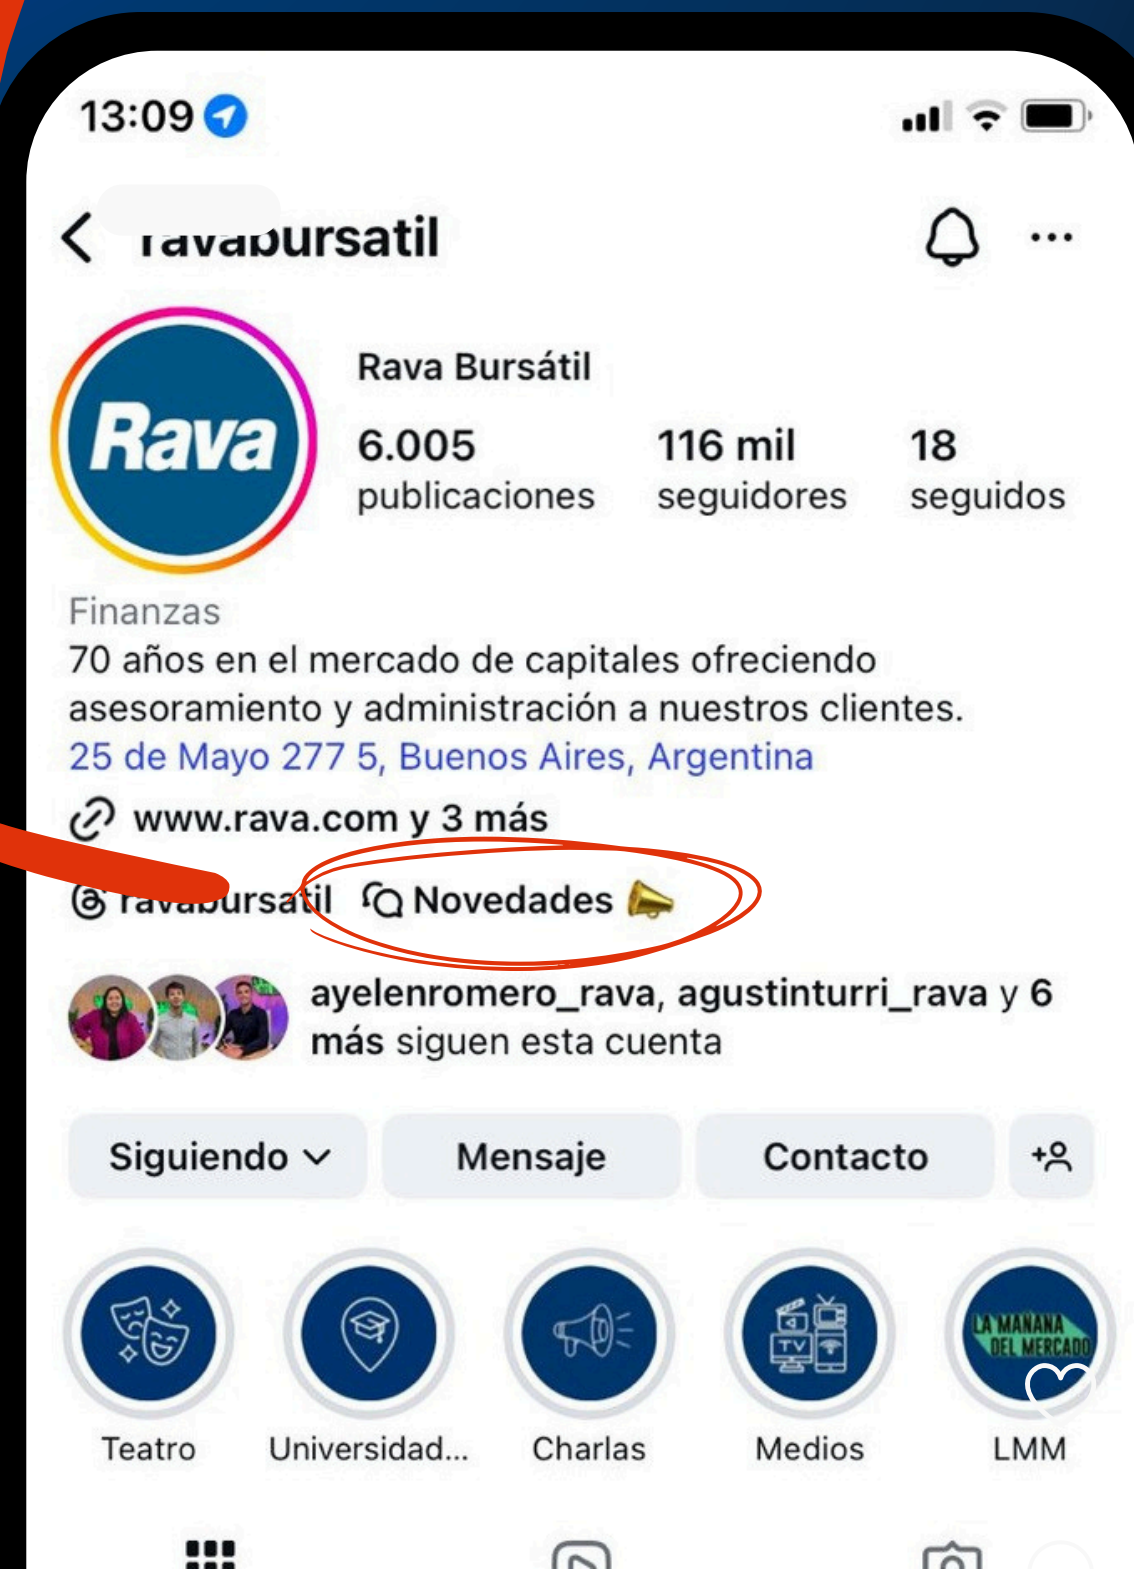 13:09
ravabursatil
Rava
Rava Bursátil
6.005 116 mil 18
publicaciones seguidores seguidos
Finanzas
70 años en el mercado de capitales ofreciendo
asesoramiento y administración a nuestros clientes.
25 de Mayo 277 5, Buenos Aires, Argentina
www.rava.com y 3 más
ravabursatil Novedades
ayelenromero_rava, agustinturri_rava y 6
más siguen esta cuenta
Siguiendo Mensaje Contacto
TV
LA MAÑANA
DEL MERCADO
Teatro Universidad... Charlas Medios LMM